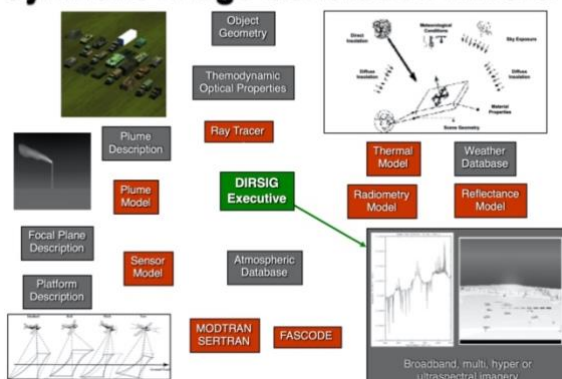 Object
Geometry
Themodynamic
Optical Properties
Direct
Insolation
Meteorological
Conditions
Sky Exposure
Diffuse
Insolation
Diffuse
Insolation
Material
Properties
Scene Geometry
Plume
Description
Ray Tracer
Thermal
Model
Weather
Database
Plume
Model
DIRSIG
Executive
Radiometry
Model
Reflectance
Model
Focal Plane
Description
Sensor
Model
Atmospheric
Database
Platform
Description
MODTRAN
SERTRAN
FASCODE
Broadband, multi, hyper or
ultraspectral imagery